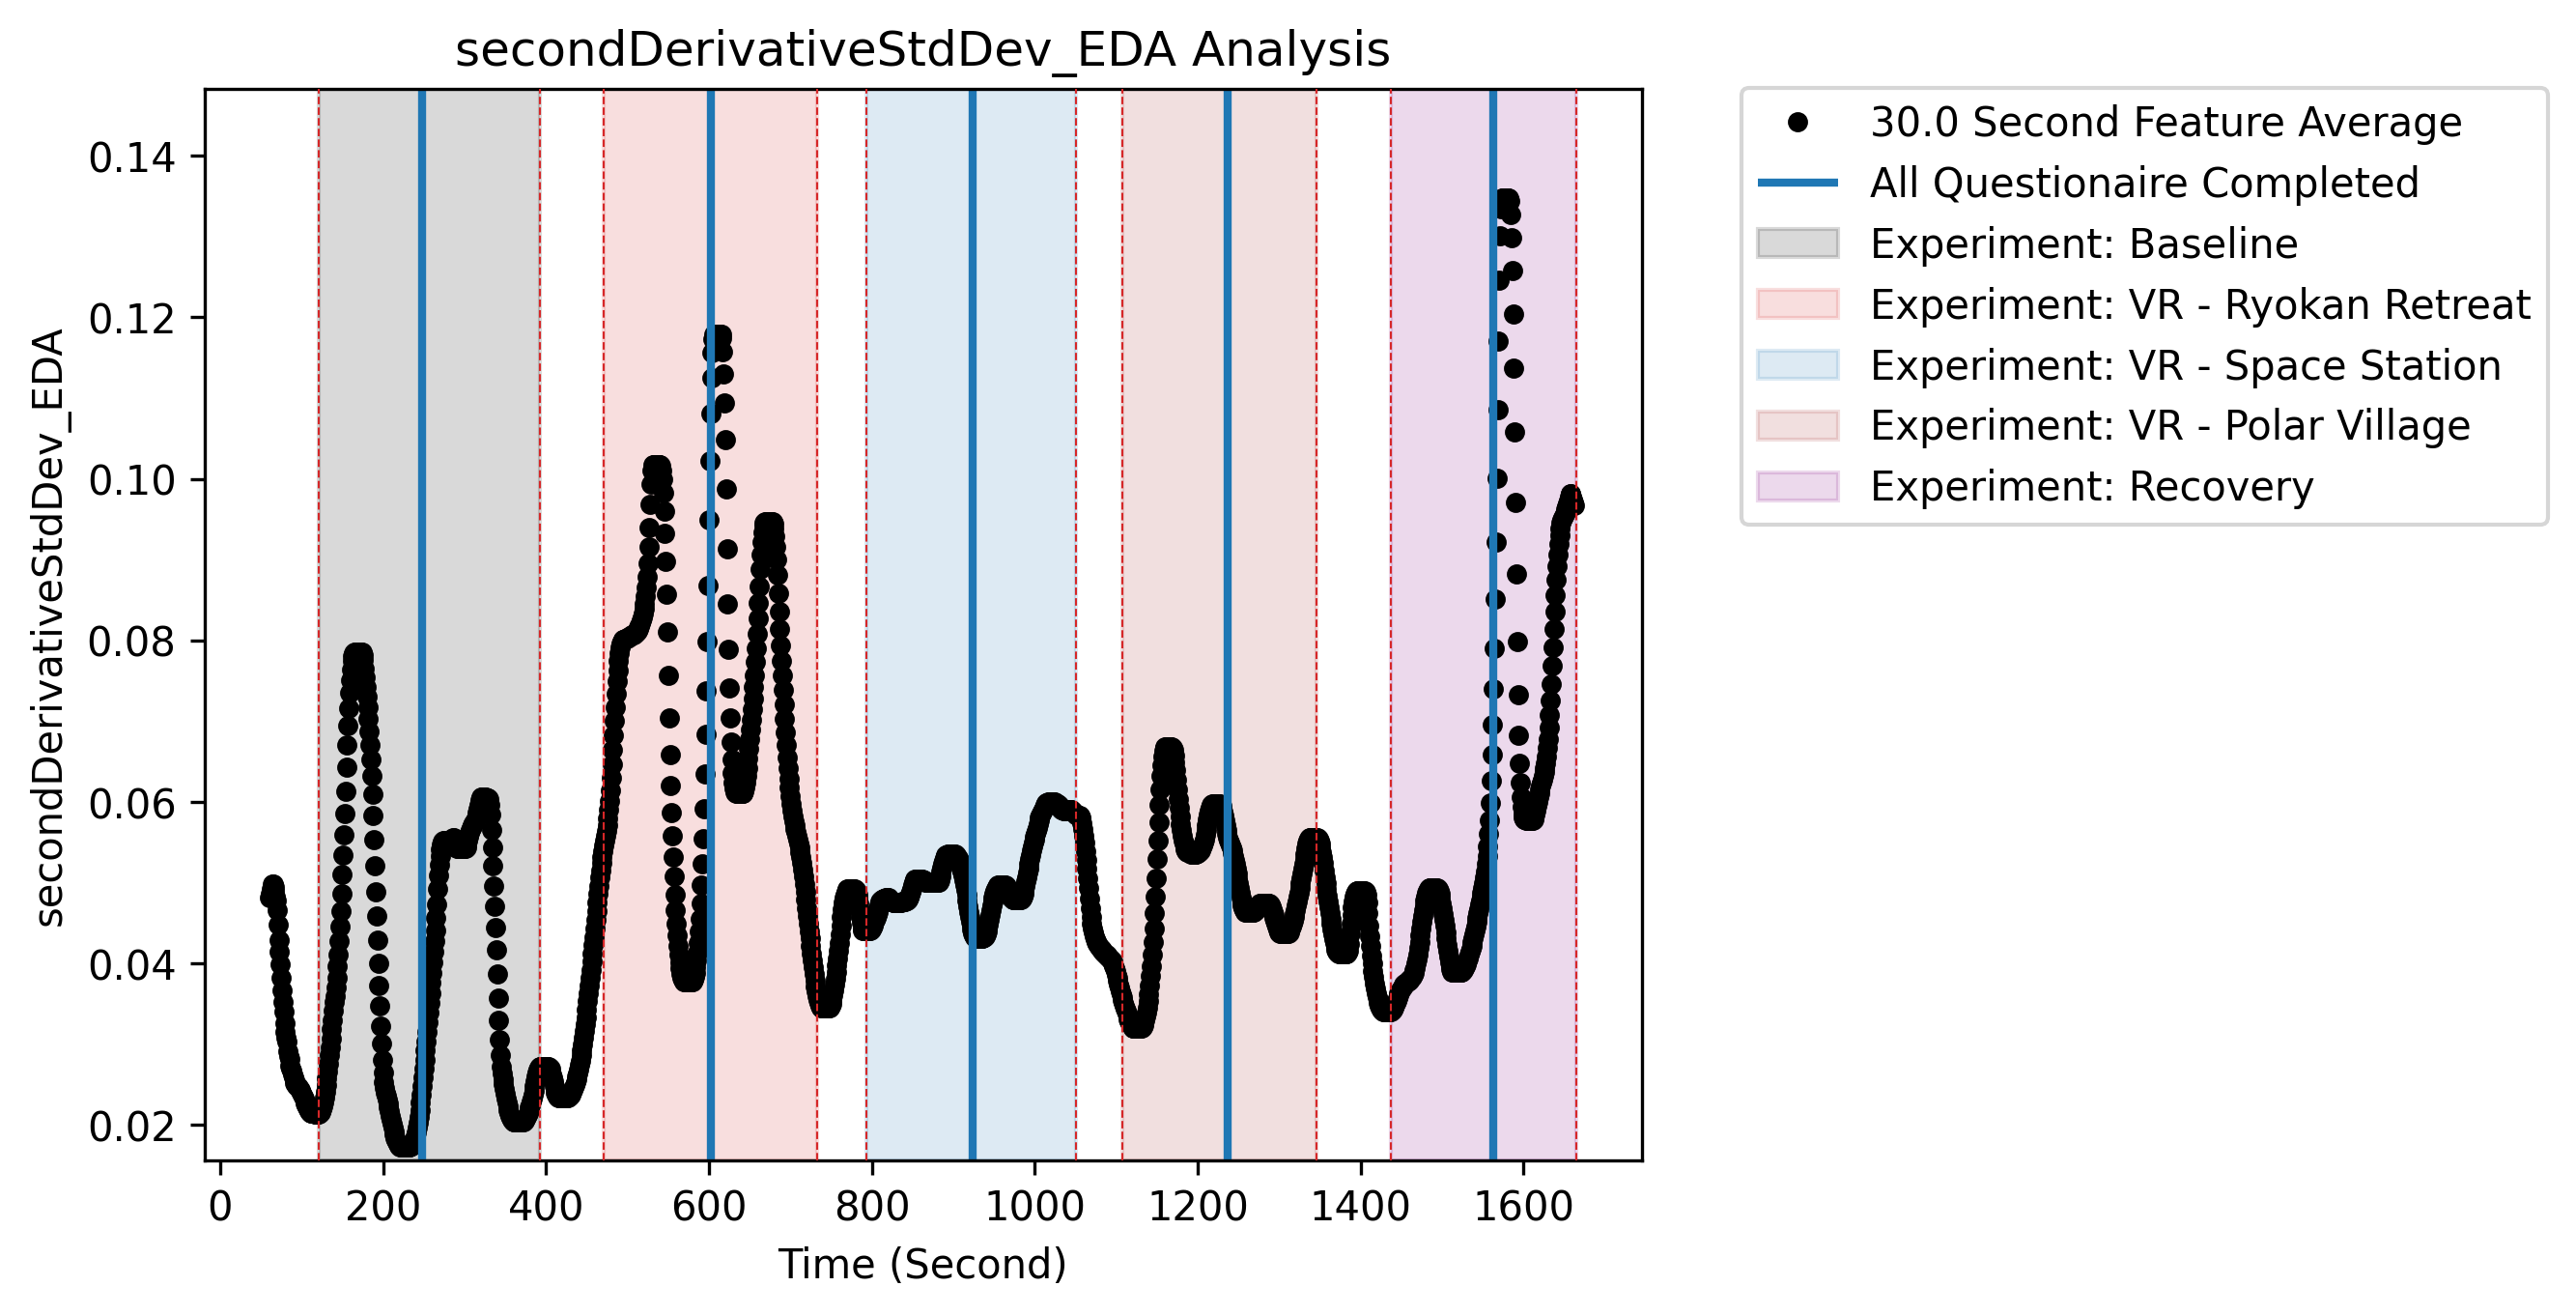 secondDerivativeStdDev_EDA Analysis
secondDerivativeStdDev_EDA
0.14
0.12
0.10
0.08
0.06
0.04
0.02
0 200 400 600 800 1000 1200 1400 1600
Time (Second)
30.0 Second Feature Average
All Questionaire Completed
Experiment: Baseline
Experiment: VR - Ryokan Retreat
Experiment: VR - Space Station
Experiment: VR - Polar Village
Experiment: Recovery